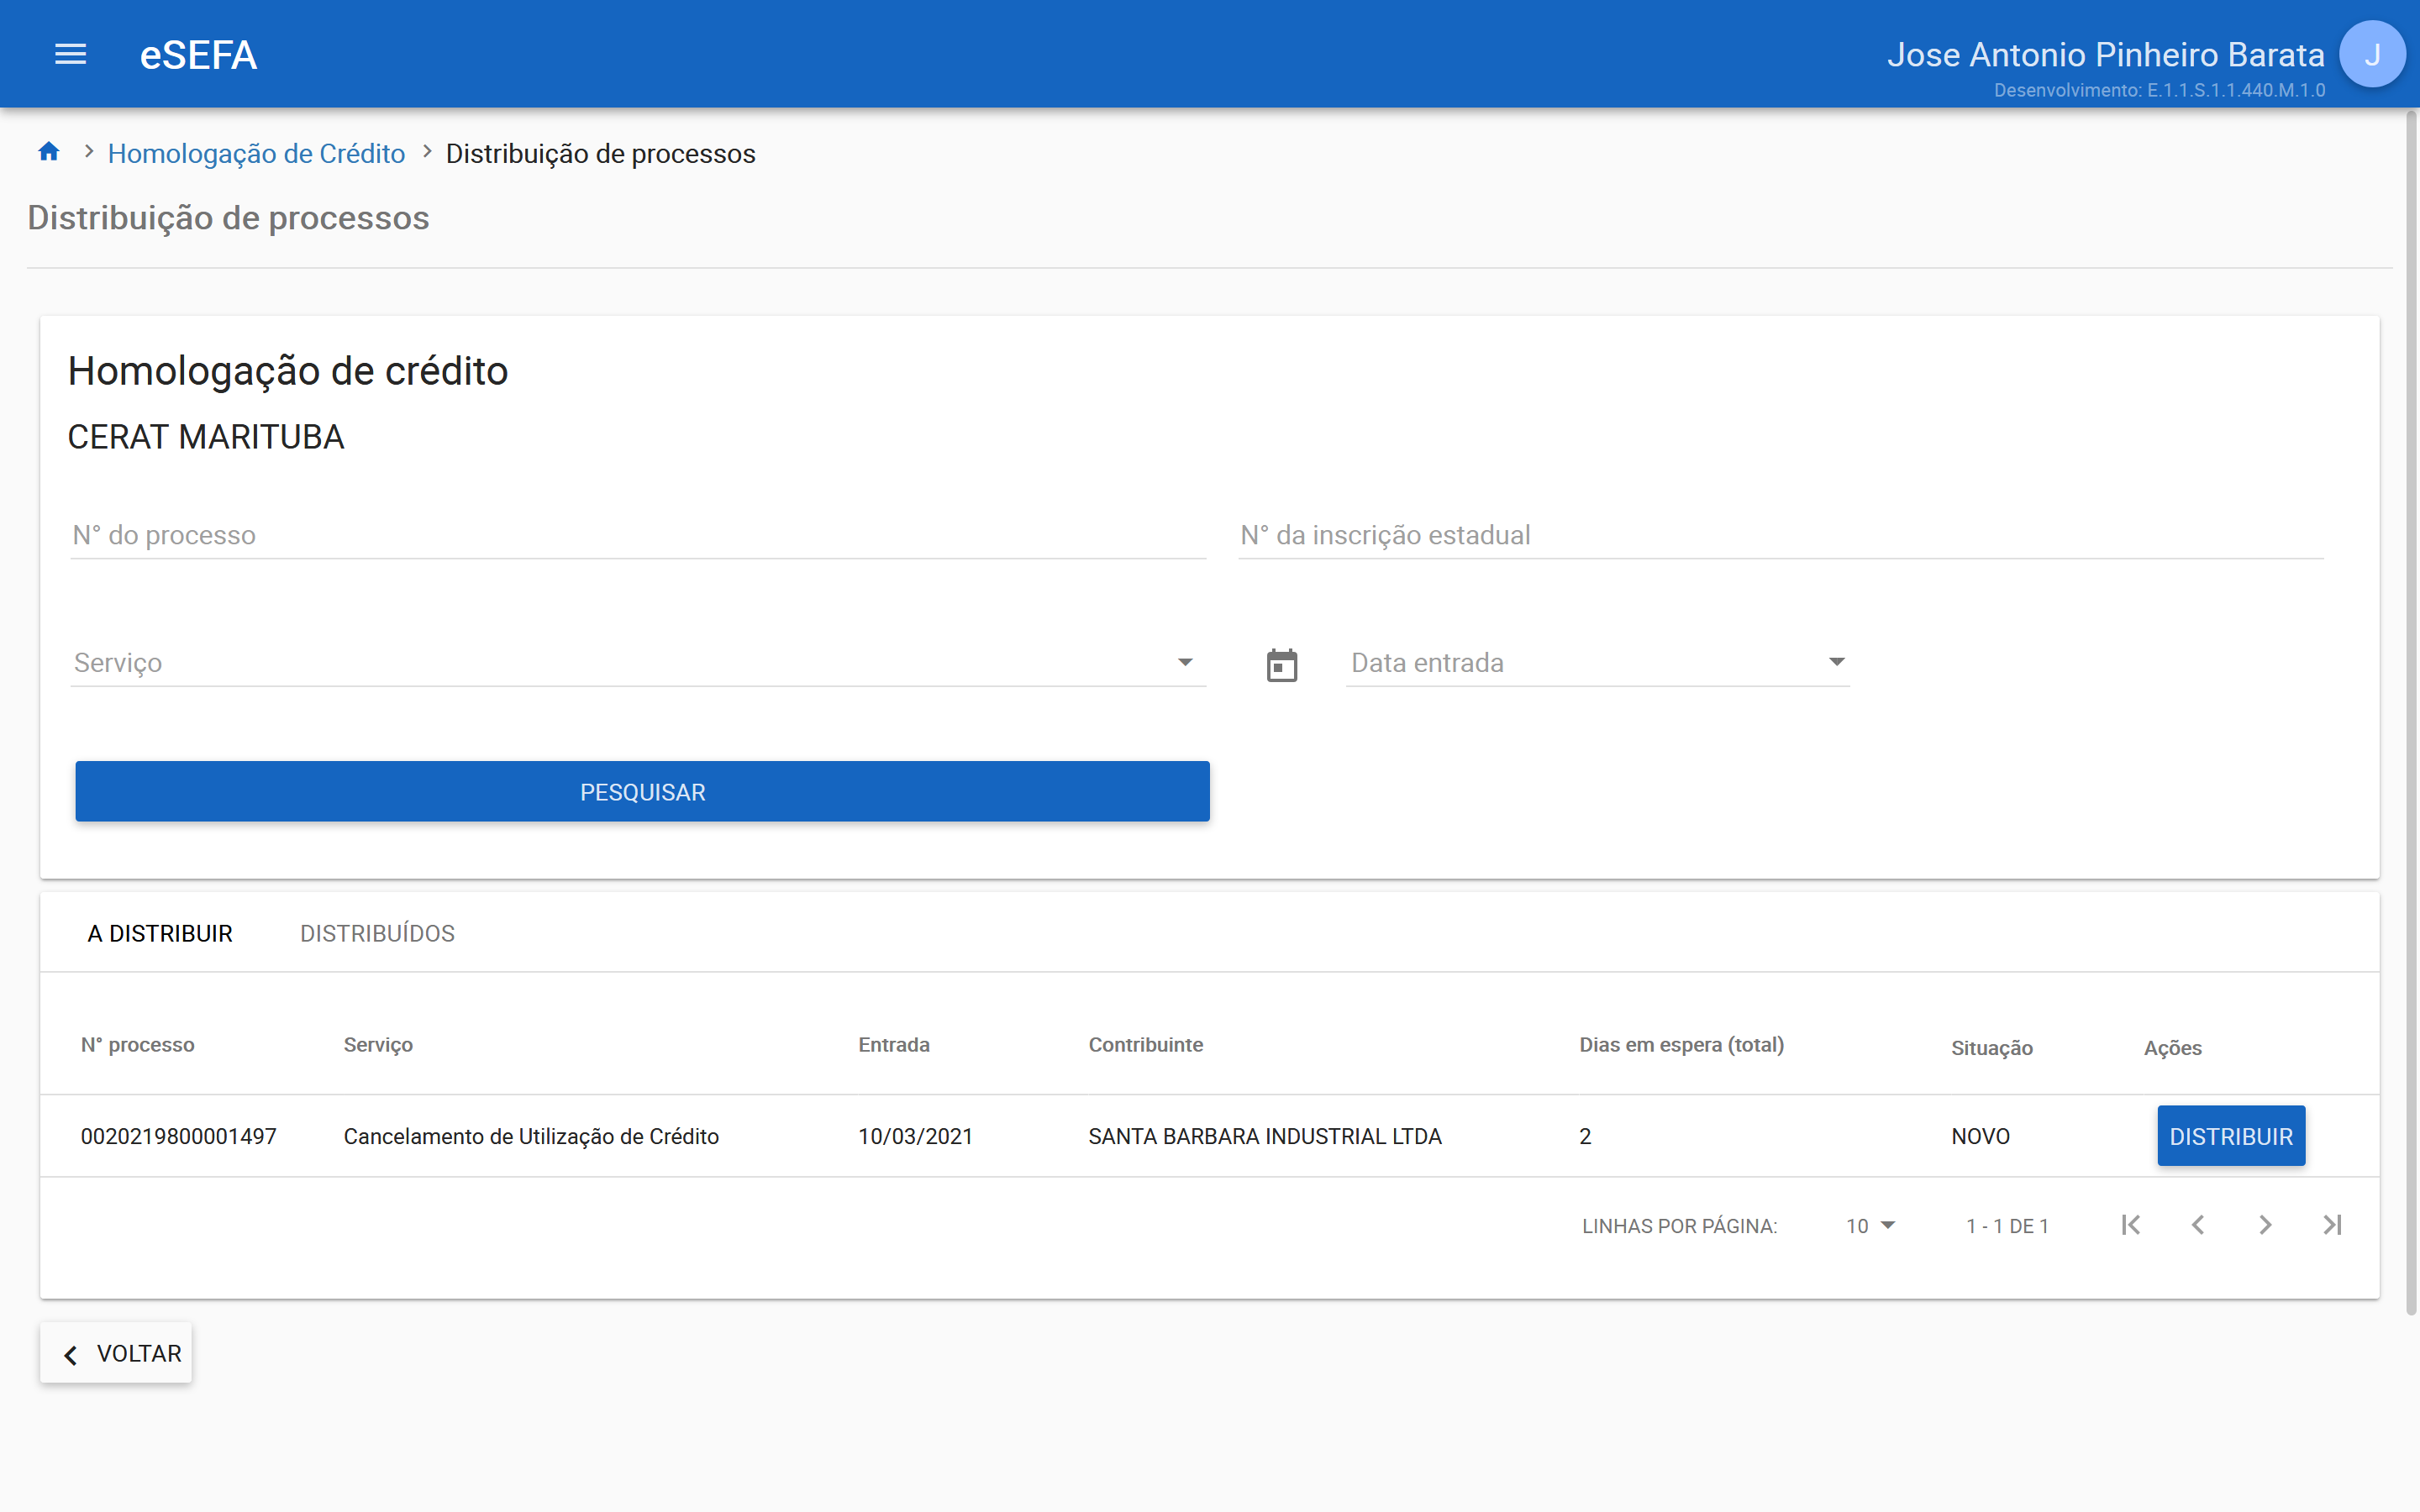 eSEFA
Jose Antonio Pinheiro Barata
J
Desenvolvimento: E.1.1.S.1.1.440.M.1.0
Homologação de Crédito
Distribuição de processos
Distribuição de processos
Homologação de crédito
CERAT MARITUBA
N° do processo
N° da inscrição estadual
Serviço
Data entrada
PESQUISAR
A DISTRIBUIR
DISTRIBUÍDOS
N° processo Serviço Entrada Contribuinte Dias em espera (total) Situação Ações
0020219800001497 Cancelamento de Utilização de Crédito 10/03/2021 SANTA BARBARA INDUSTRIAL LTDA 2 NOVO DISTRIBUIR
LINHAS POR PÁGINA: 10 1 - 1 DE 1
VOLTAR